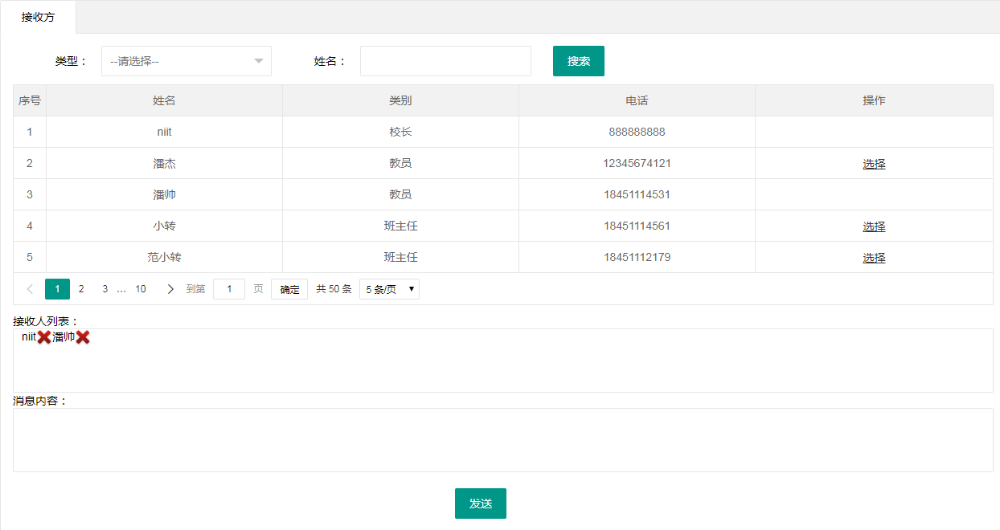 接收方
类型： --请选择-- 姓名： 搜索
序号 姓名 类别 电话 操作
1 niit 校长 888888888
2 潘杰 教员 12345674121 选择
3 潘帅 教员 18451114531
4 小转 班主任 18451114561 选择
5 范小转 班主任 18451112179 选择
1 2 3 … 10 到第 1 页 确定 共 50 条 5 条/页
接收人列表：
niit❌潘帅❌
消息内容：
发送